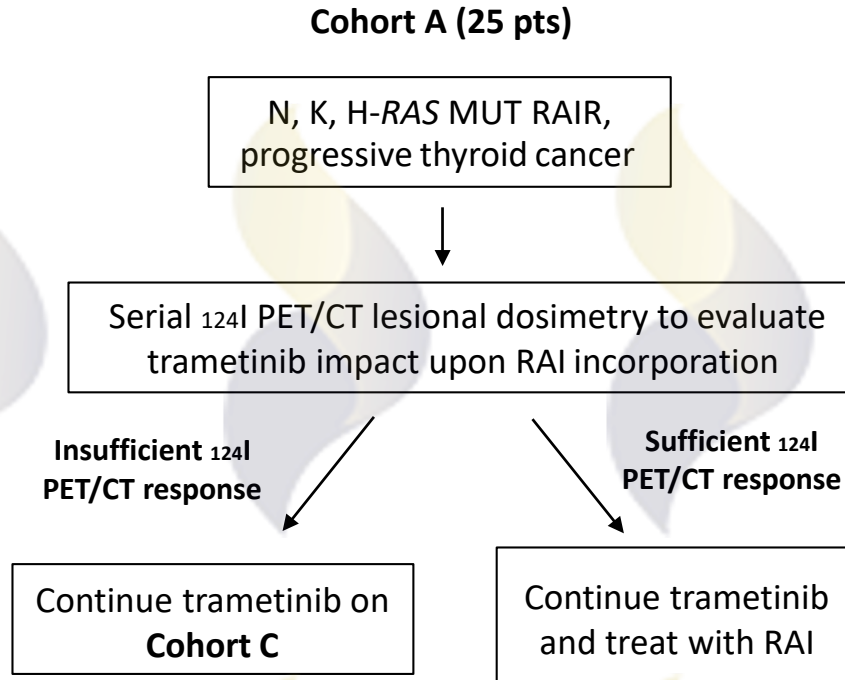 Cohort A (25 pts)
N, K, H-RAS MUT RAIR,
progressive thyroid cancer
Serial 124I PET/CT lesional dosimetry to evaluate
trametinib impact upon RAI incorporation
Insufficient 124I
PET/CT response
Sufficient 124I
PET/CT response
Continue trametinib on
Cohort C
Continue trametinib
and treat with RAI